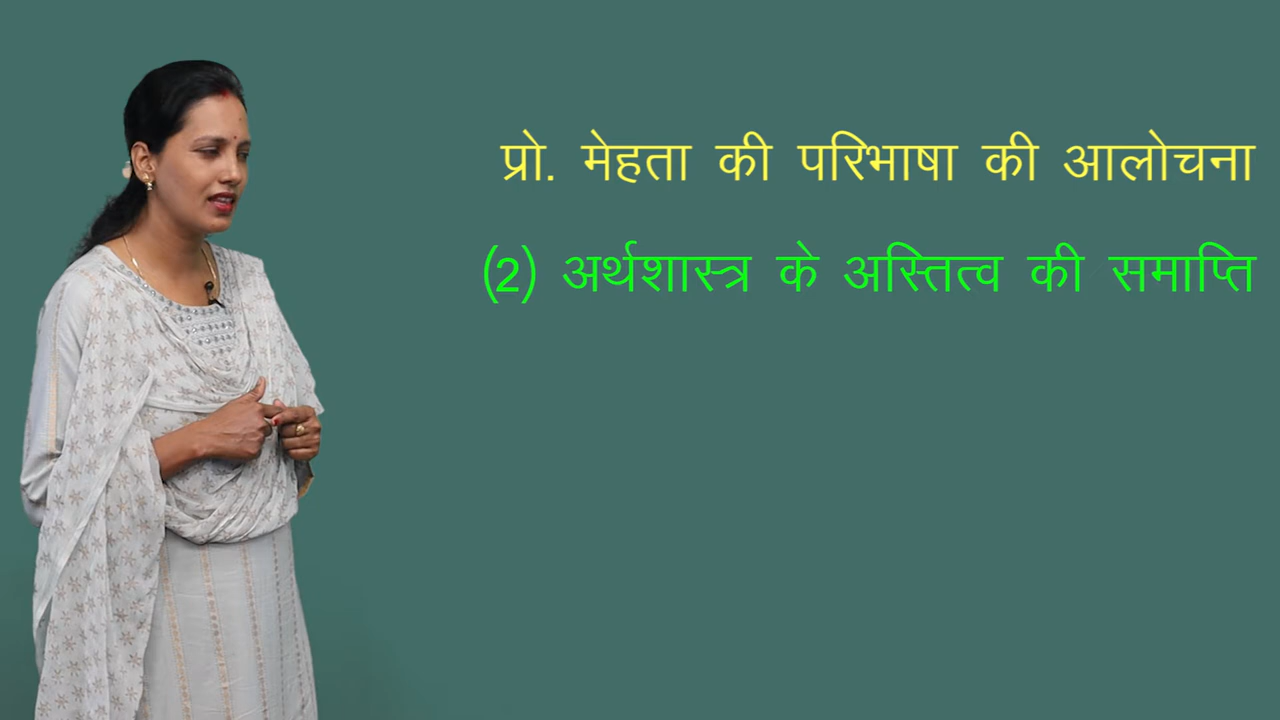 प्रो. मेहता की परिभाषा की आलोचना
(2) अर्थशास्त्र के अस्तित्व की समाप्ति